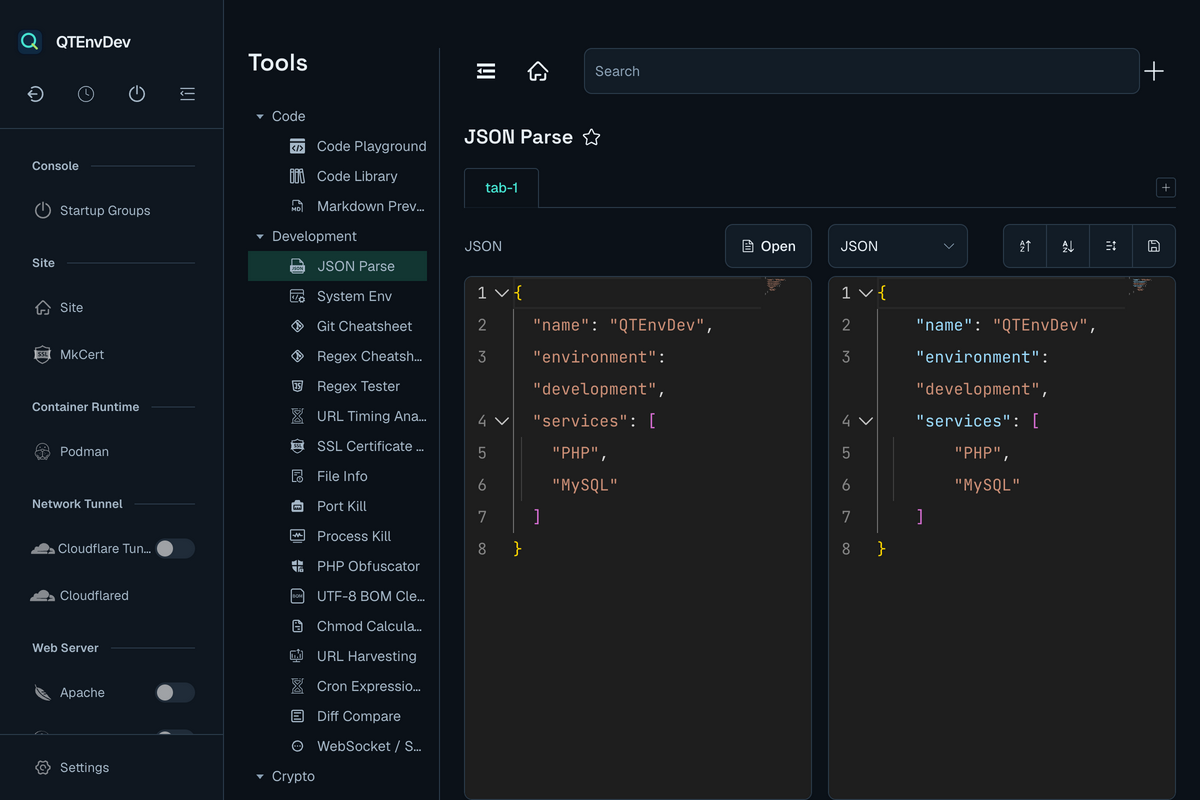 QTEnvDev
Console
Startup Groups
Site
Site
MkCert
Container Runtime
Podman
Network Tunnel
Cloudflare Tun...
Cloudflared
Web Server
Apache
Settings
Tools
Code
Code Playground
Code Library
Markdown Prev...
Development
JSON Parse
System Env
Git Cheatsheet
Regex Cheatsh...
Regex Tester
URL Timing Ana...
SSL Certificate ...
File Info
Port Kill
Process Kill
PHP Obfuscator
UTF-8 BOM Cle...
Chmod Calcula...
URL Harvesting
Cron Expressio...
Diff Compare
WebSocket / S...
Crypto
Search
JSON Parse
tab-1
JSON
Open
1 {
2 "name": "QTEnvDev",
3 "environment":
"development",
4 "services": [
5 "PHP",
6 "MySQL"
7 ]
8 }
JSON
1 {
2 "name": "QTEnvDev",
3 "environment":
"development",
4 "services": [
5 "PHP",
6 "MySQL"
7 ]
8 }